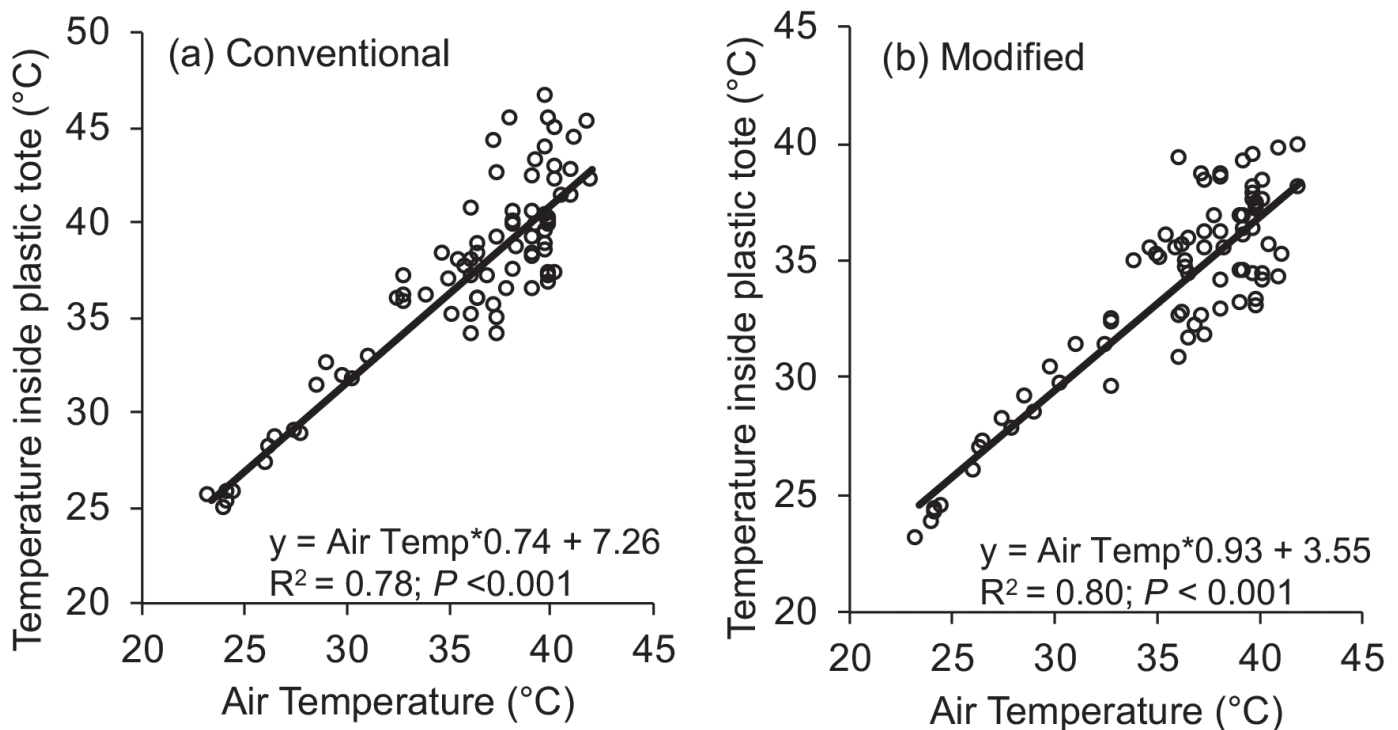 (a) Conventional
Temperature inside plastic tote (°C)
50
45
40
35
30
25
20
y = Air Temp*0.74 + 7.26
R² = 0.78; P <0.001
20 25 30 35 40 45
Air Temperature (°C)
(b) Modified
Temperature inside plastic tote (°C)
45
40
35
30
25
20
y = Air Temp*0.93 + 3.55
R² = 0.80; P < 0.001
20 25 30 35 40 45
Air Temperature (°C)